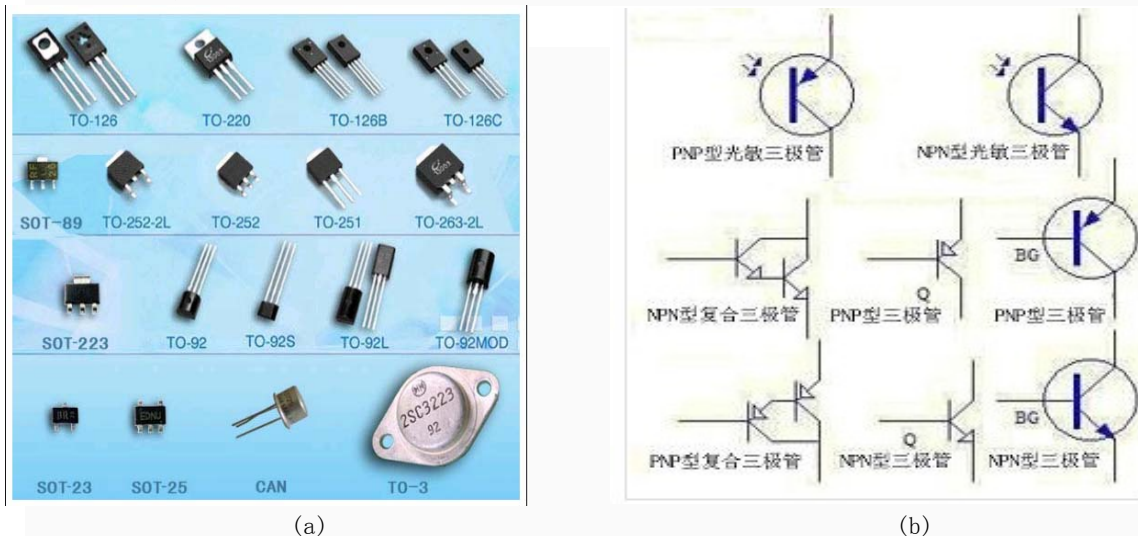 TO-126 TO-220 TO-126B TO-126C
SOT-89 TO-252-2L TO-252 TO-251 TO-263-2L
SOT-223 TO-92 TO-92S TO-92L TO-92MOD
2SC3223
92
EDNJ
SOT-23 SOT-25 CAN TO-3
(a)
PNP型光敏三极管 NPN型光敏三极管
BG
Q
NPN型复合三极管 PNP型三极管 PNP型三极管
BG
Q
PNP型复合三极管 NPN型三极管 NPN型三极管
(b)